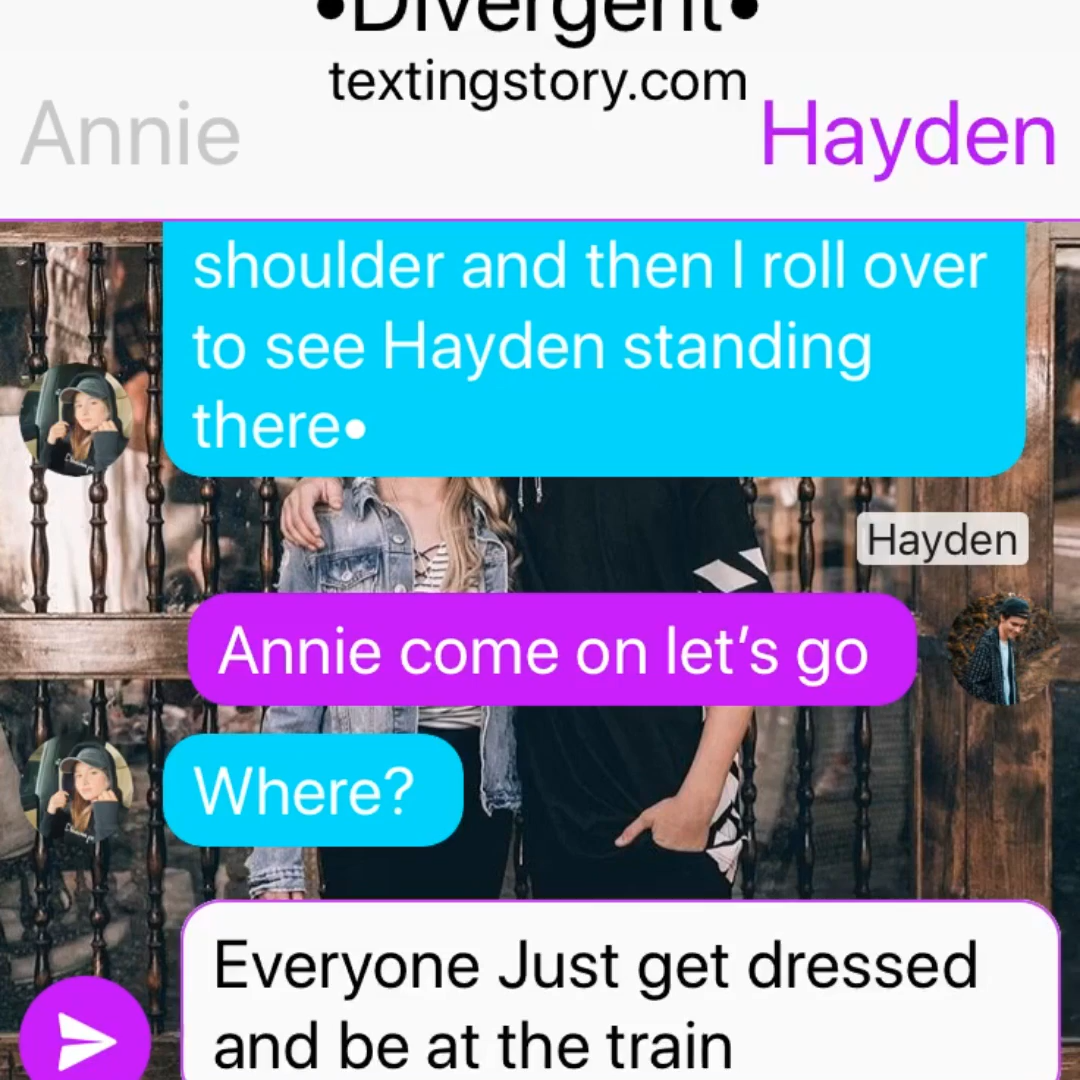 •Divergent•
textingstory.com
Annie
Hayden
shoulder and then I roll over
to see Hayden standing
there•
Hayden
Annie come on let’s go
Where?
Everyone Just get dressed
and be at the train